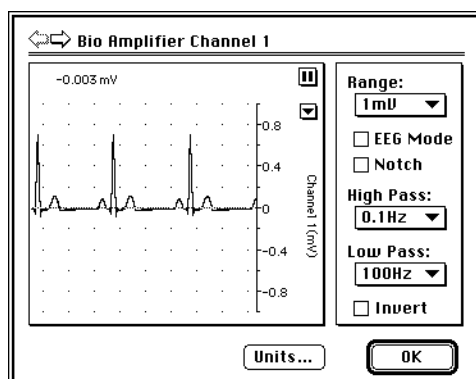 Bio Amplifier Channel 1
-0.003 mV
0.8
0.4
0
-0.4
-0.8
Channel 1 (mV)
Range:
1mV
EEG Mode
Notch
High Pass:
0.1Hz
Low Pass:
100Hz
Invert
Units...
OK